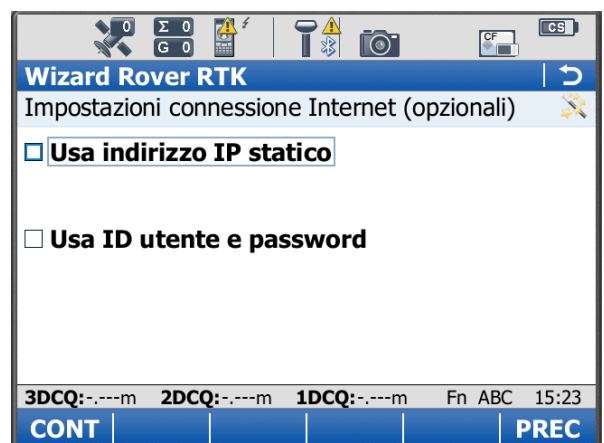 0 Σ 0 CF CS
G 0
Wizard Rover RTK
Impostazioni connessione Internet (opzionali)
Usa indirizzo IP statico
Usa ID utente e password
3DCQ:-.---m 2DCQ:-.---m 1DCQ:-.---m Fn ABC 15:23
CONT PREC